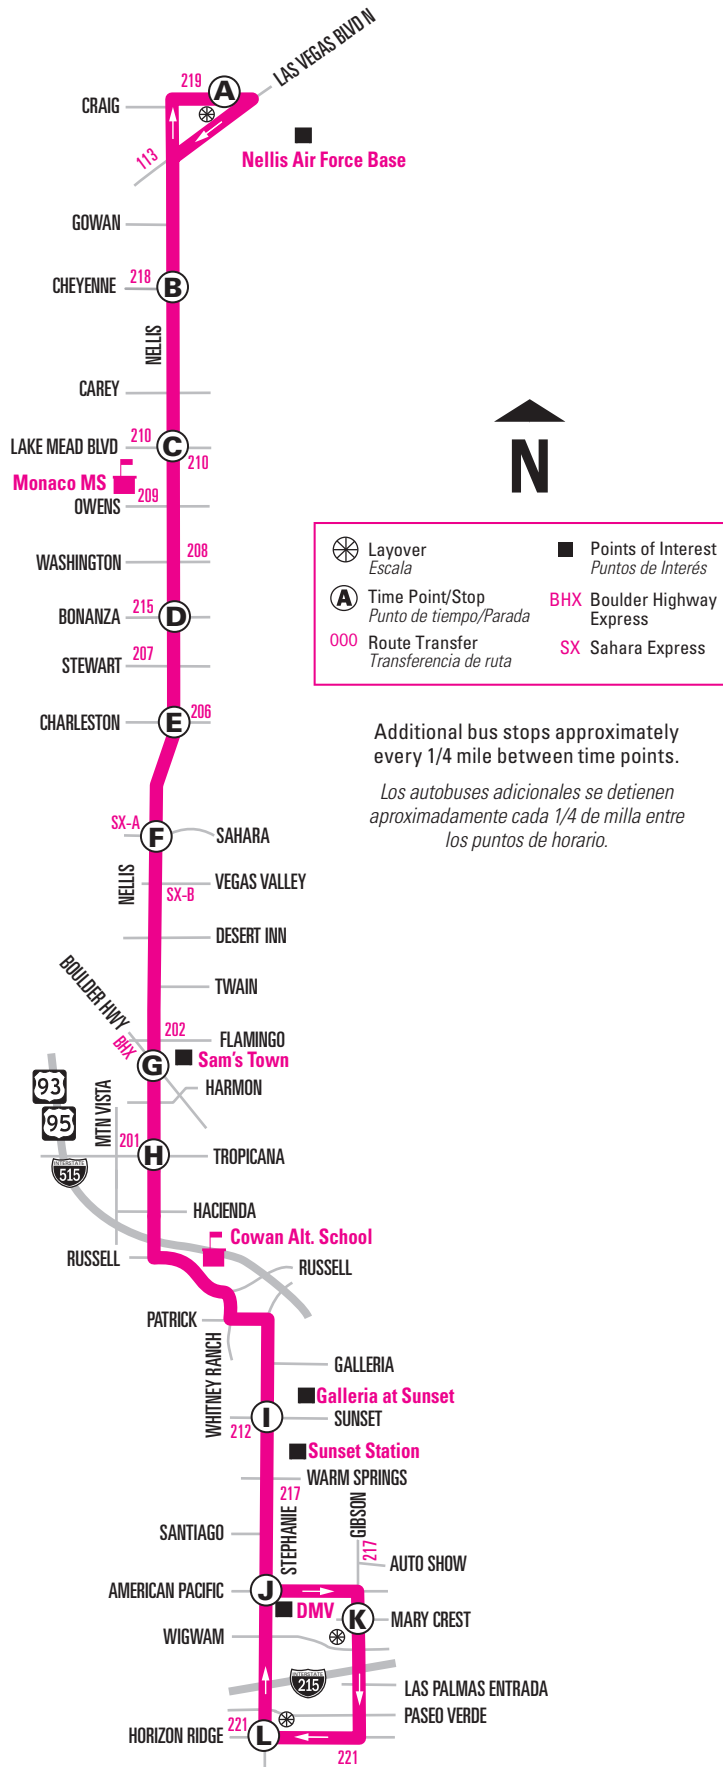 LAS VEGAS BLVD N
219
A
CRAIG
113
Nellis Air Force Base
GOWAN
218
CHEYENNE
B
NELLIS
CAREY
210
LAKE MEAD BLVD
C
210
Monaco MS
209
OWENS
208
WASHINGTON
215
BONANZA
D
207
STEWART
206
CHARLESTON
E
N
Layover
Escala
A
Time Point/Stop
Punto de tiempo/Parada
000
Route Transfer
Transferencia de ruta
Points of Interest
Puntos de Interés
BHX Boulder Highway
Express
SX Sahara Express
Additional bus stops approximately
every 1/4 mile between time points.
Los autobuses adicionales se detienen
aproximadamente cada 1/4 de milla entre
los puntos de horario.
SX-A
F
SAHARA
NELLIS
VEGAS VALLEY
SX-B
DESERT INN
TWAIN
BOULDER HWY
BHX
202
FLAMINGO
G
Sam's Town
HARMON
93
95
INTERSTATE
515
MTN VISTA
201
H
TROPICANA
HACIENDA
Cowan Alt. School
RUSSELL
RUSSELL
PATRICK
WHITNEY RANCH
GALLERIA
Galleria at Sunset
I
SUNSET
212
Sunset Station
WARM SPRINGS
217
STEPHANIE
GIBSON
217
SANTIAGO
AUTO SHOW
AMERICAN PACIFIC
J
DMV
K
MARY CREST
WIGWAM
INTERSTATE
215
LAS PALMAS ENTRADA
PASEO VERDE
221
HORIZON RIDGE
L
221